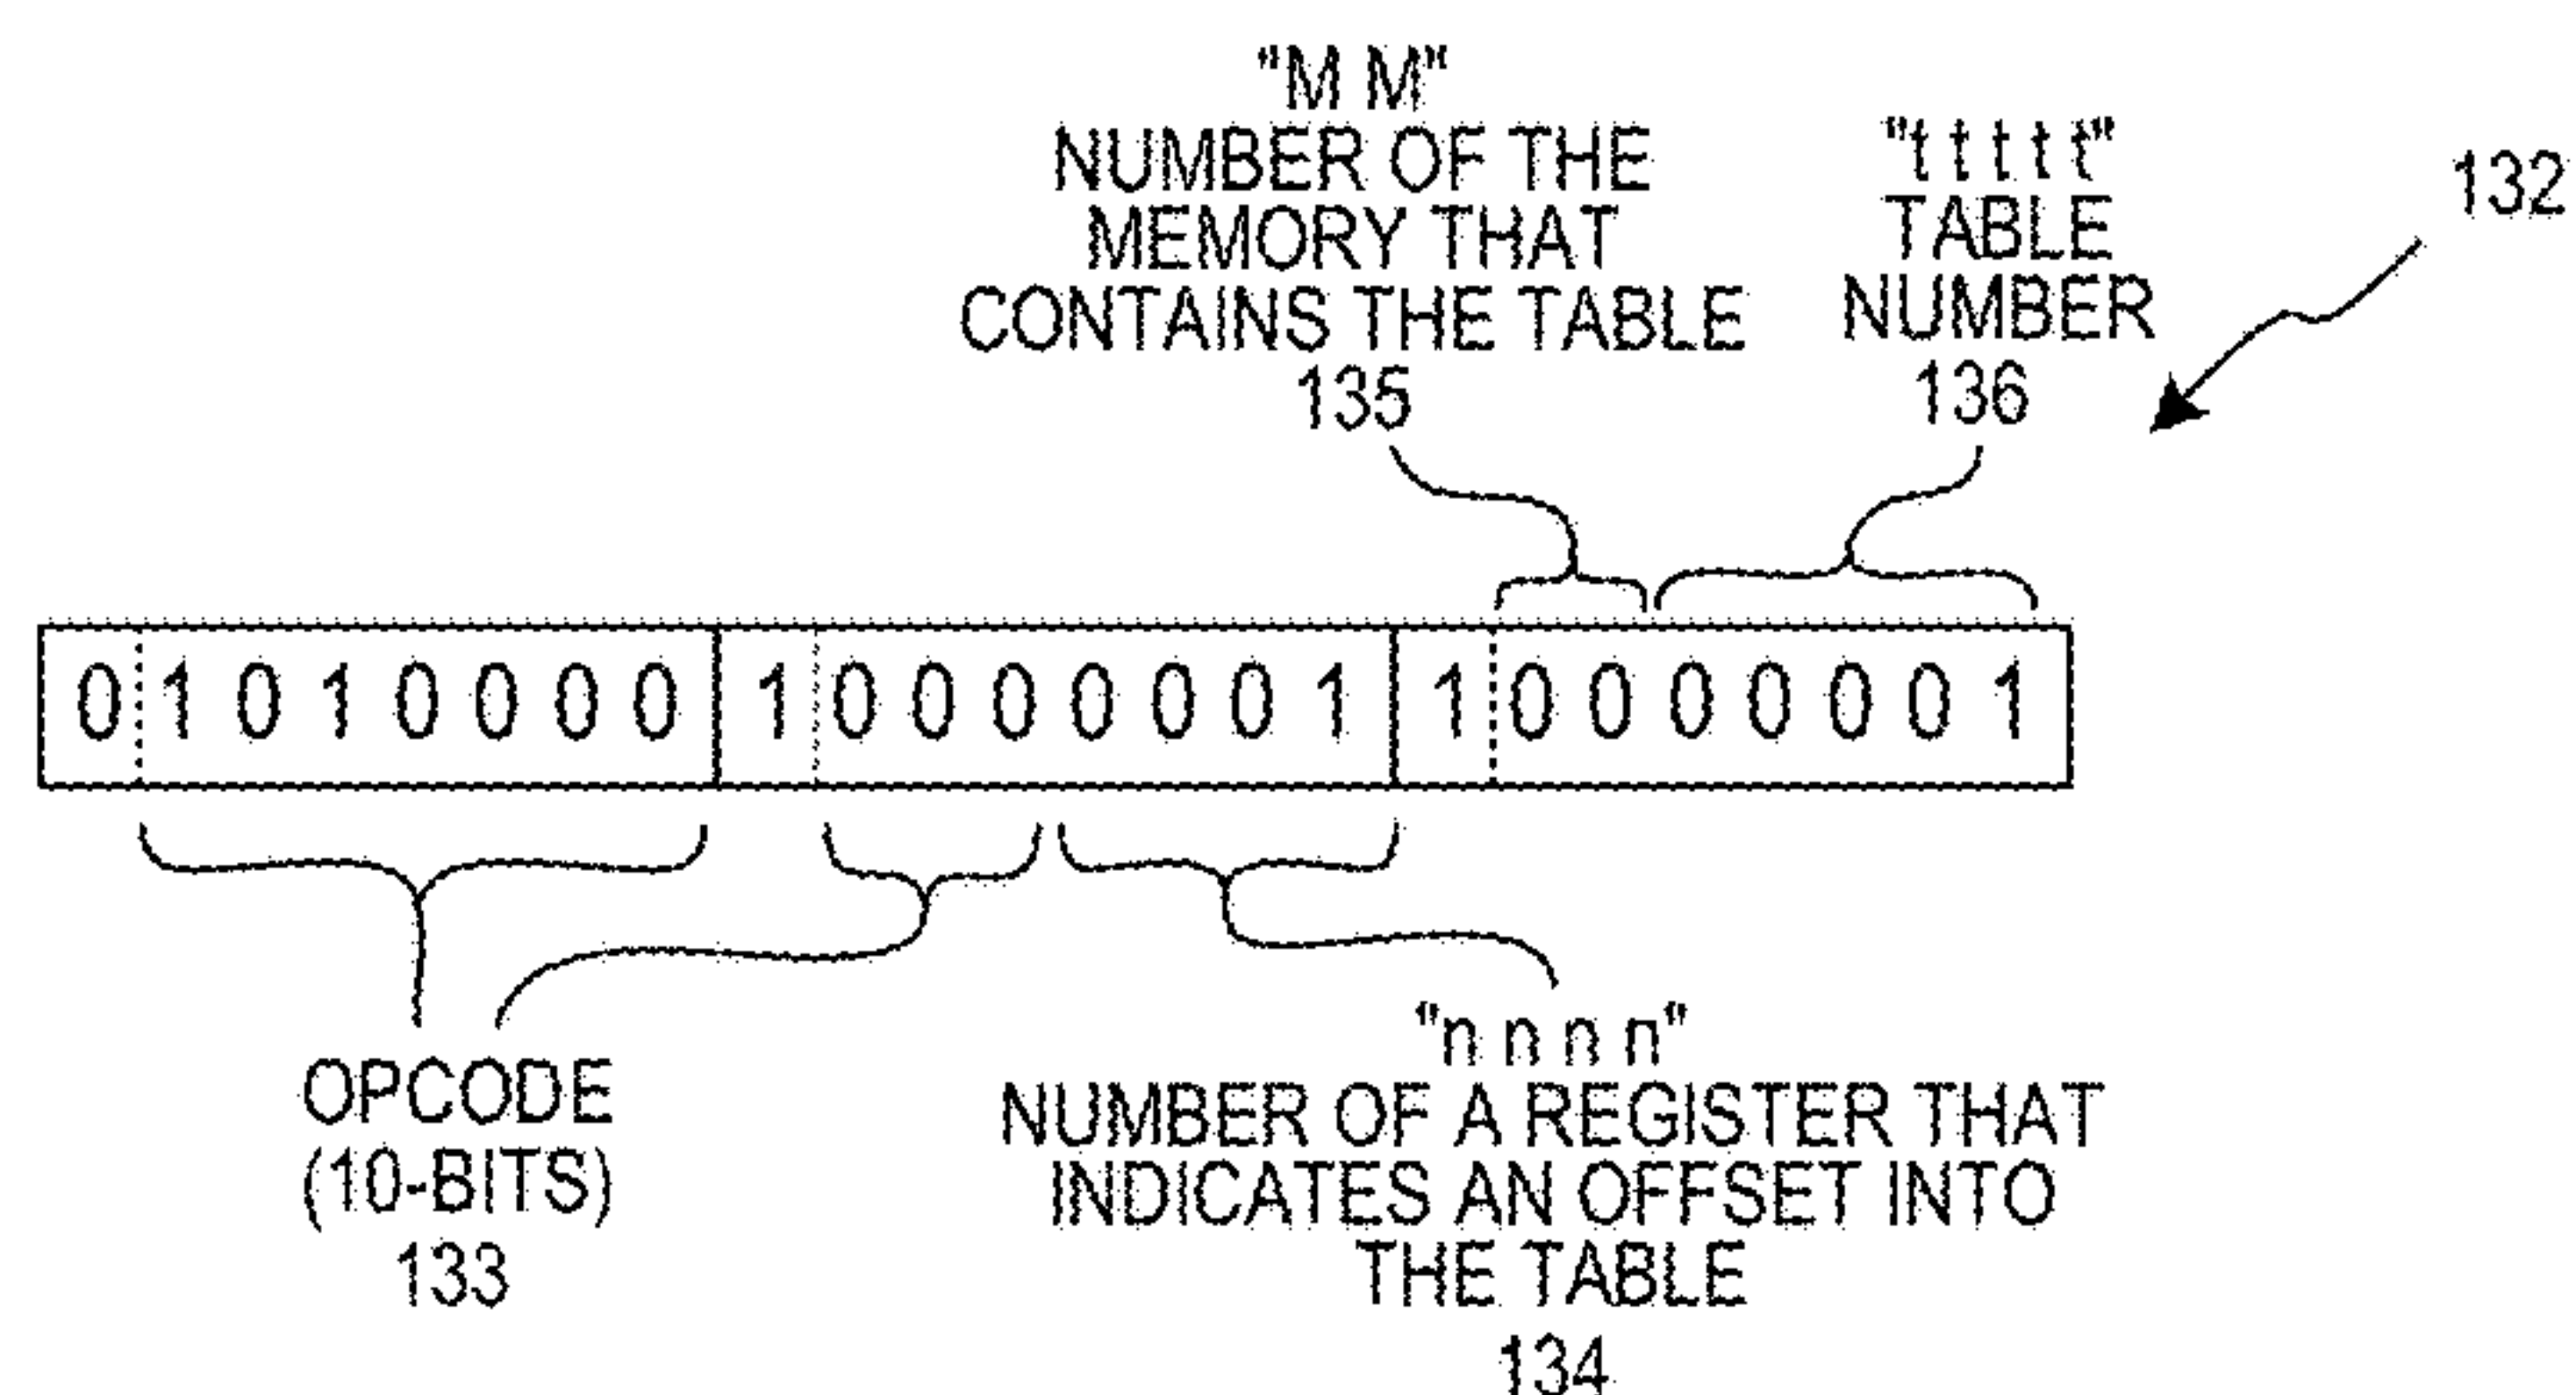 "M M"
NUMBER OF THE
MEMORY THAT
CONTAINS THE TABLE
135
"t t t t t"
TABLE
NUMBER
136
132
0 1 0 1 0 0 0 0 1 0 0 0 0 0 0 1 1 0 0 0 0 0 0 1
OPCODE
(10-BITS)
133
"n n n n"
NUMBER OF A REGISTER THAT
INDICATES AN OFFSET INTO
THE TABLE
134